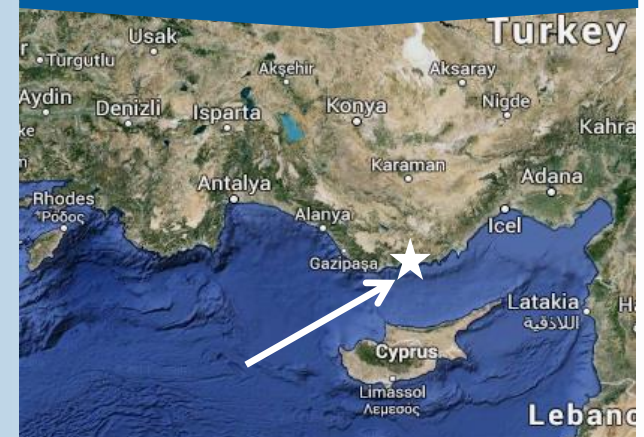 Turkey
Usak
Turgutlu
Akşehir
Aksaray
Aydin
Denizli
Isparta
Konya
Nigde
Kahra
Karaman
Adana
Antalya
Rhodes
Ρόδος
Alanya
Icel
Gazipaşa
Latakia
اللاذقية
Cyprus
Limassol
Λεμεσός
Lebano